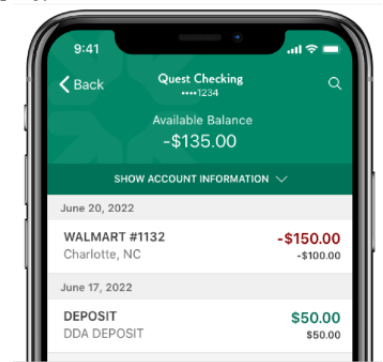 9:41
Back
Quest Checking
••••1234
Available Balance
-$135.00
SHOW ACCOUNT INFORMATION
June 20, 2022
WALMART #1132 -$150.00
Charlotte, NC -$100.00
June 17, 2022
DEPOSIT $50.00
DDA DEPOSIT $50.00